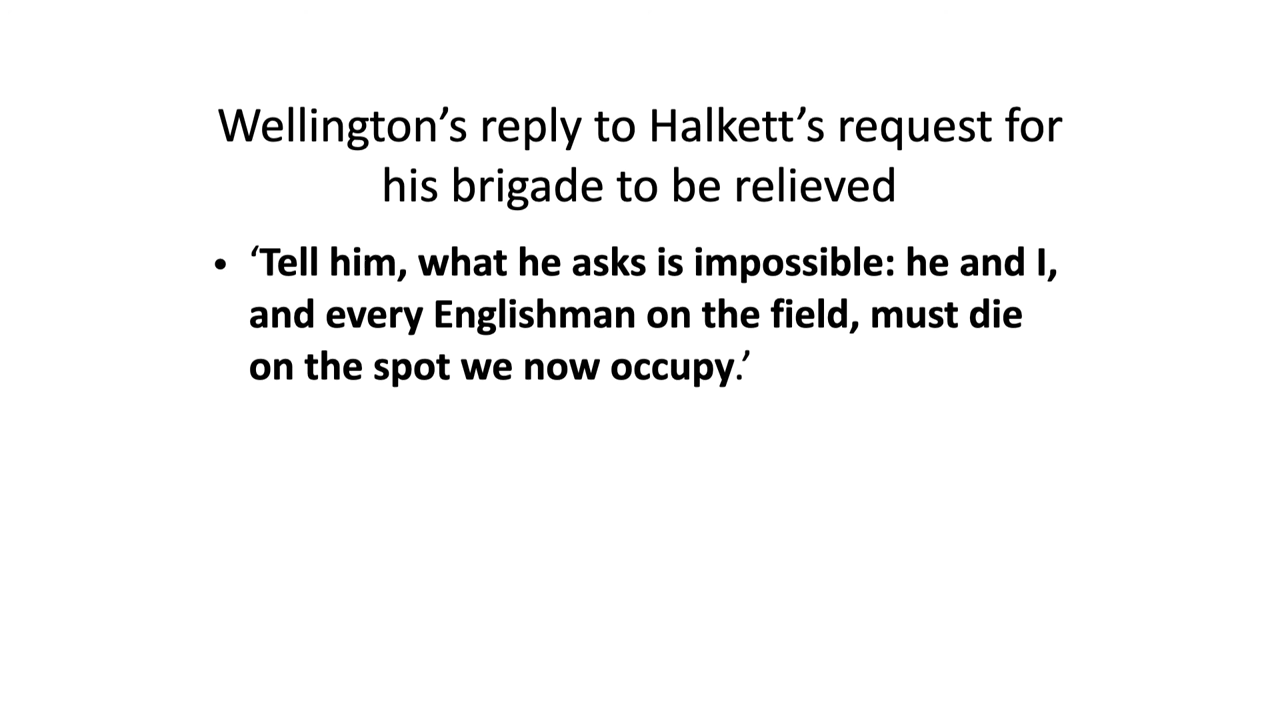 Wellington’s reply to Halkett’s request for
his brigade to be relieved
• ‘Tell him, what he asks is impossible: he and I,
and every Englishman on the field, must die
on the spot we now occupy.’